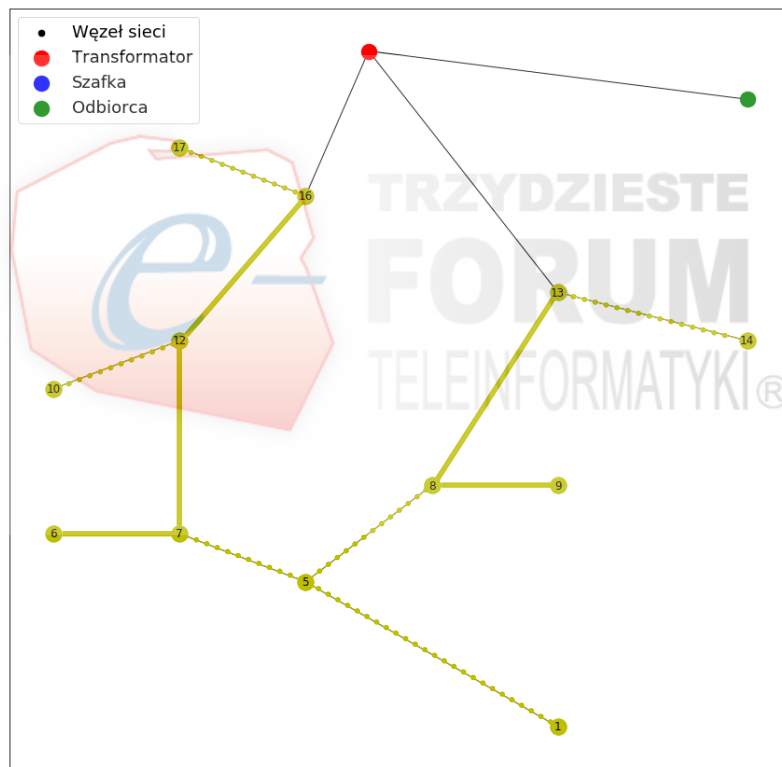 Węzeł sieci
Transformator
Szafka
Odbiorca
17
16
13
12
14
10
8
9
6
7
5
1
e-
TRZYDZIESTE
FORUM
TELEINFORMATYKI®